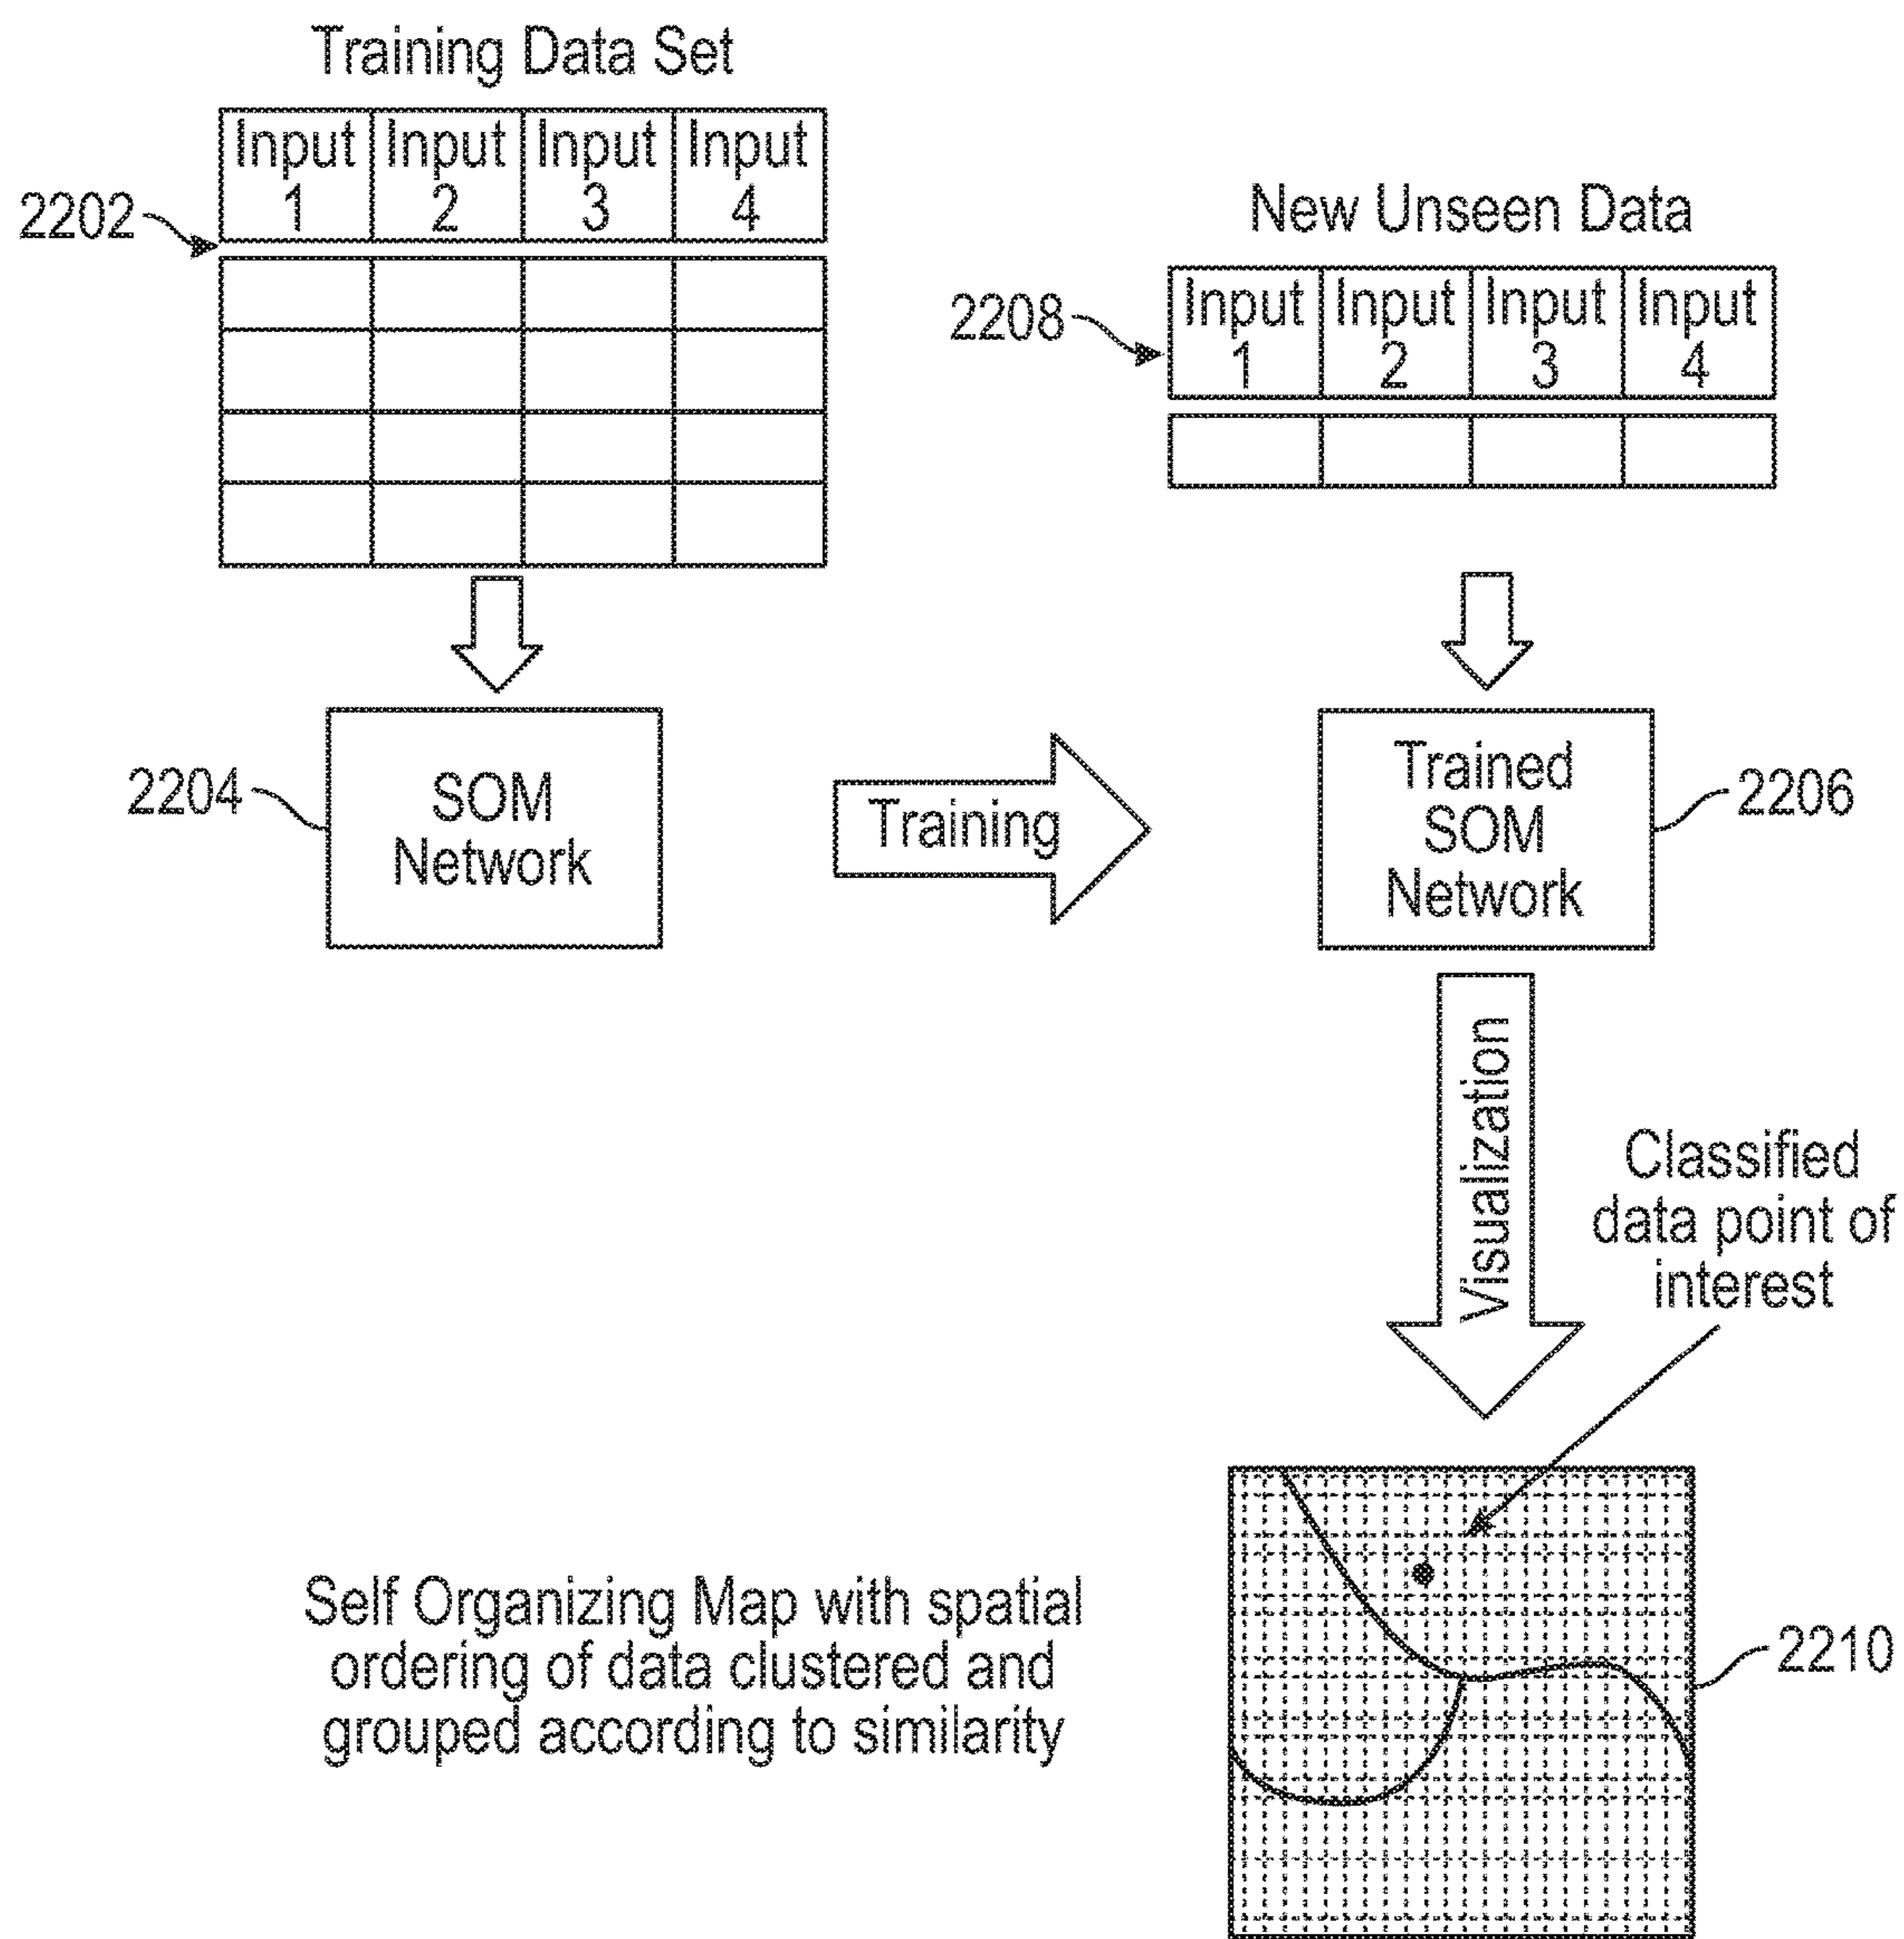 Training Data Set
Input Input Input Input
1 2 3 4
2202
New Unseen Data
2208
Input Input Input Input
1 2 3 4
2204
SOM
Network
Training
Trained
SOM
Network
2206
Visualization
Classified
data point of
interest
Self Organizing Map with spatial
ordering of data clustered and
grouped according to similarity
2210